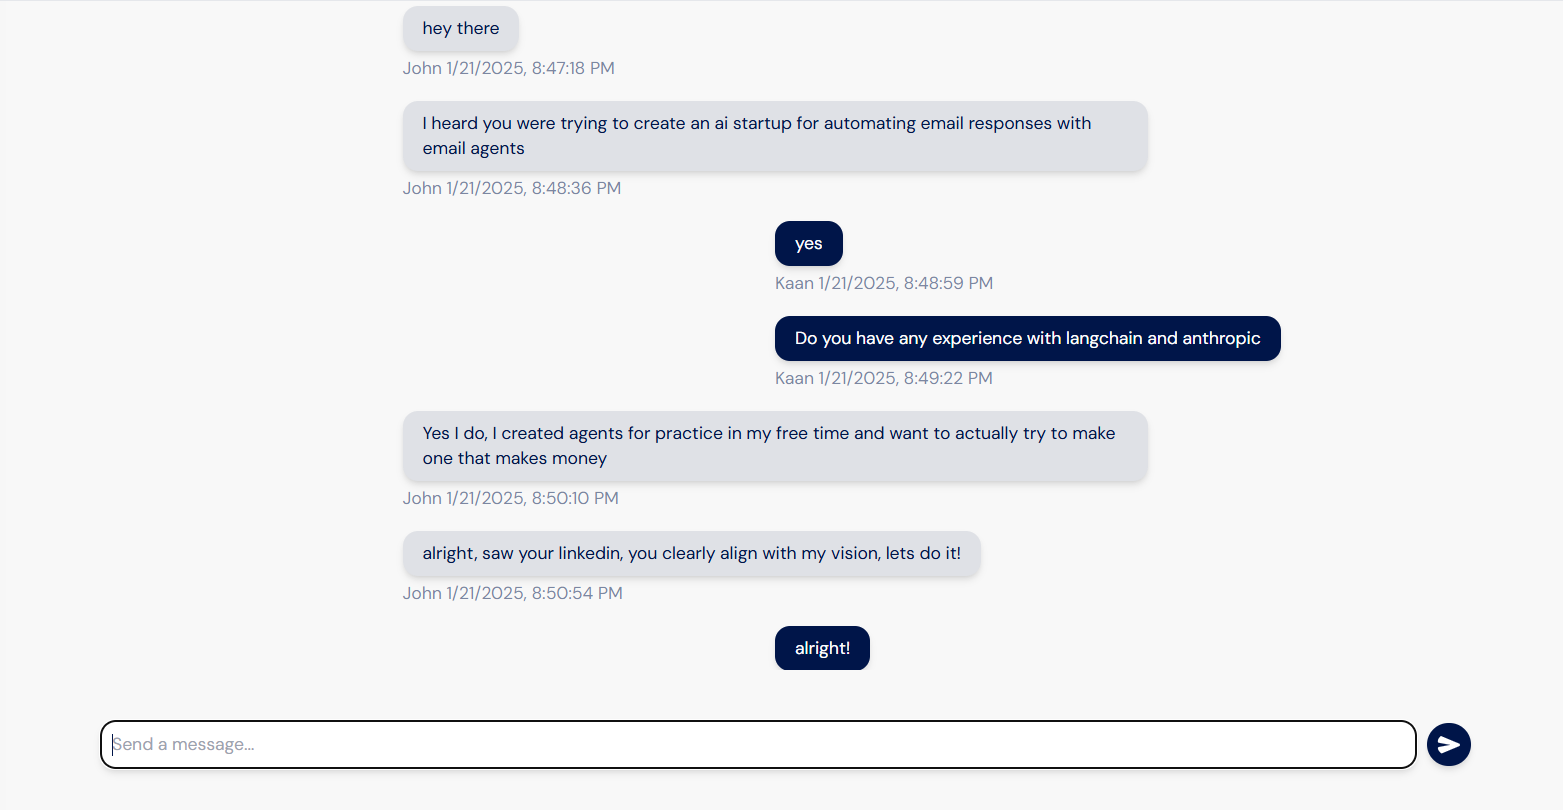 hey there
John 1/21/2025, 8:47:18 PM
I heard you were trying to create an ai startup for automating email responses with
email agents
John 1/21/2025, 8:48:36 PM
yes
Kaan 1/21/2025, 8:48:59 PM
Do you have any experience with langchain and anthropic
Kaan 1/21/2025, 8:49:22 PM
Yes I do, I created agents for practice in my free time and want to actually try to make
one that makes money
John 1/21/2025, 8:50:10 PM
alright, saw your linkedin, you clearly align with my vision, lets do it!
John 1/21/2025, 8:50:54 PM
alright!
Send a message...